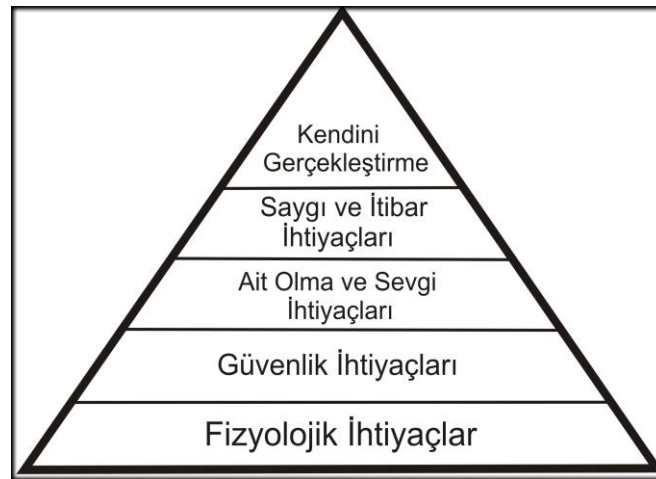 Kendini
Gerçekleştirme
Saygı ve İtibar
İhtiyaçları
Ait Olma ve Sevgi
İhtiyaçları
Güvenlik İhtiyaçları
Fizyolojik İhtiyaçlar